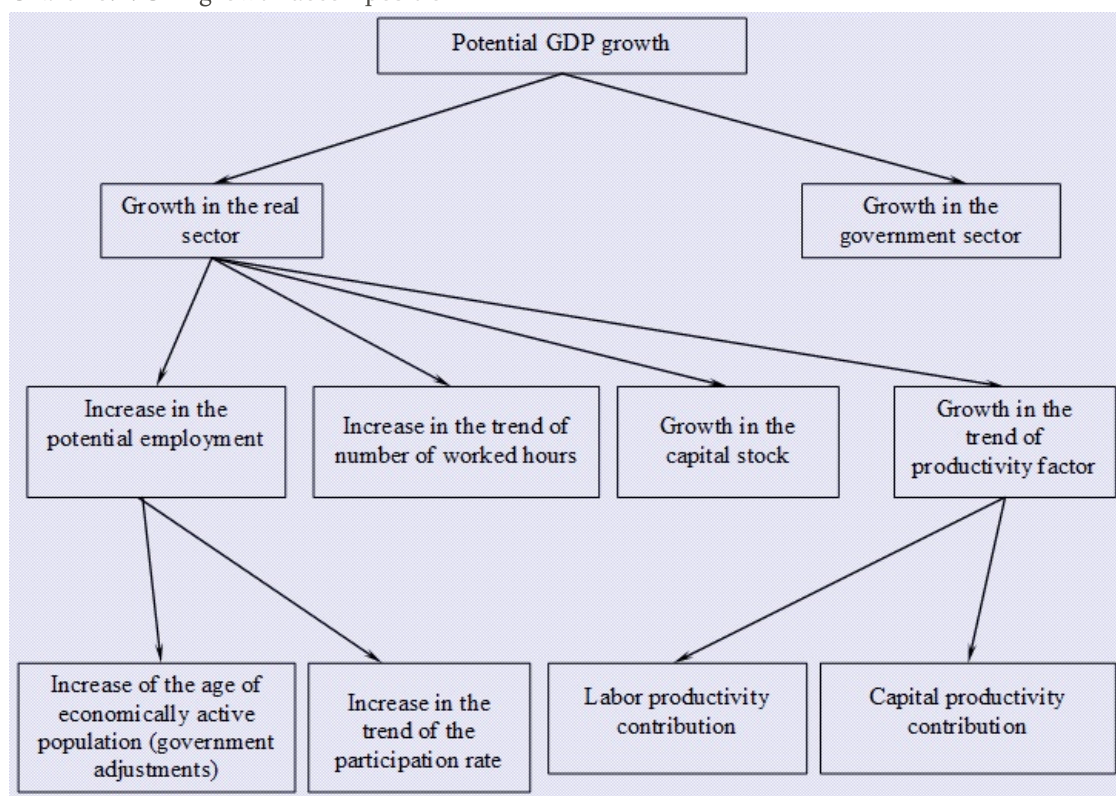 Potential GDP growth
Growth in the real
sector
Growth in the
government sector
Increase in the
potential employment
Increase in the trend of
number of worked hours
Growth in the
capital stock
Growth in the
trend of
productivity factor
Increase of the age of
economically active
population (government
adjustments)
Increase in the
trend of the
participation rate
Labor productivity
contribution
Capital productivity
contribution